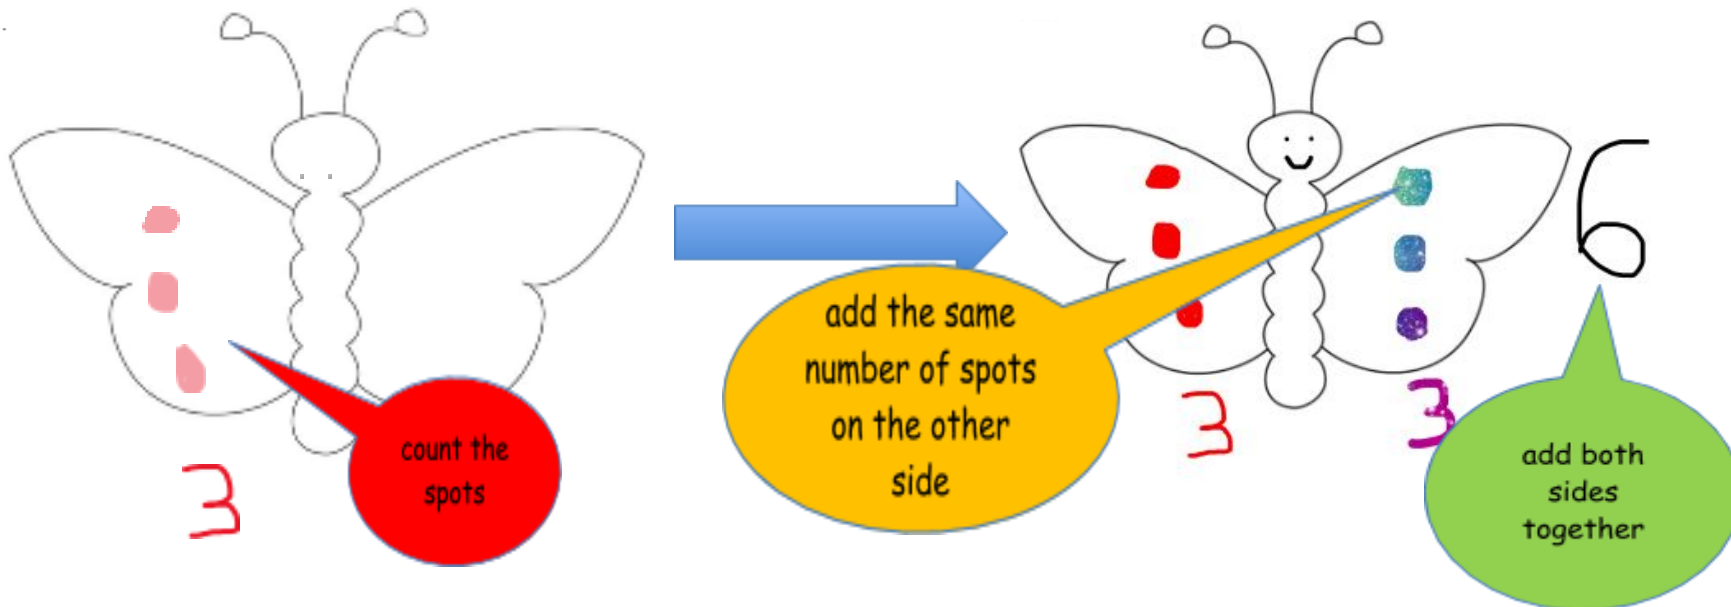 3
count the
spots
add the same
number of spots
on the other
side
3
3
6
add both
sides
together